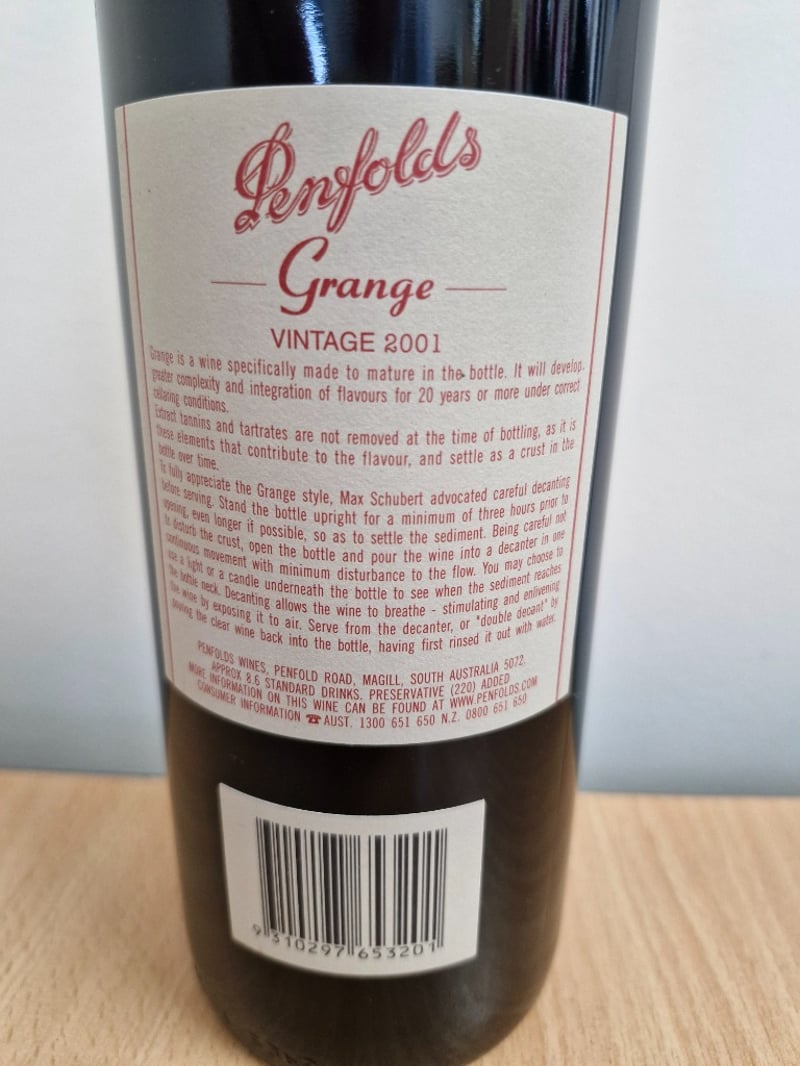 Penfolds
Grange
VINTAGE 2001
Grange is a wine specifically made to mature in the bottle. It will develop
greater complexity and integration of flavours for 20 years or more under correct
cellaring conditions.
Extract tannins and tartrates are not removed at the time of bottling, as it is
these elements that contribute to the flavour, and settle as a crust in the
bottle over time.
To fully appreciate the Grange style, Max Schubert advocated careful decanting
before serving. Stand the bottle upright for a minimum of three hours prior to
opening, even longer if possible, so as to settle the sediment. Being careful not
to disturb the crust, open the bottle and pour the wine into a decanter in one
continuous movement with minimum disturbance to the flow. You may choose to
use a light or a candle underneath the bottle to see when the sediment reaches
the bottle neck. Decanting allows the wine to breathe - stimulating and enlivening
the wine by exposing it to air. Serve from the decanter, or "double decant" by
pouring the clear wine back into the bottle, having first rinsed it out with water.
PENFOLDS WINES, PENFOLD ROAD, MAGILL, SOUTH AUSTRALIA 5072.
APPROX 8.6 STANDARD DRINKS. PRESERVATIVE (220) ADDED
MORE INFORMATION ON THIS WINE CAN BE FOUND AT WWW.PENFOLDS.COM
CONSUMER INFORMATION ☎ AUST. 1300 651 650 N.Z. 0800 651 650
9 310297 653201